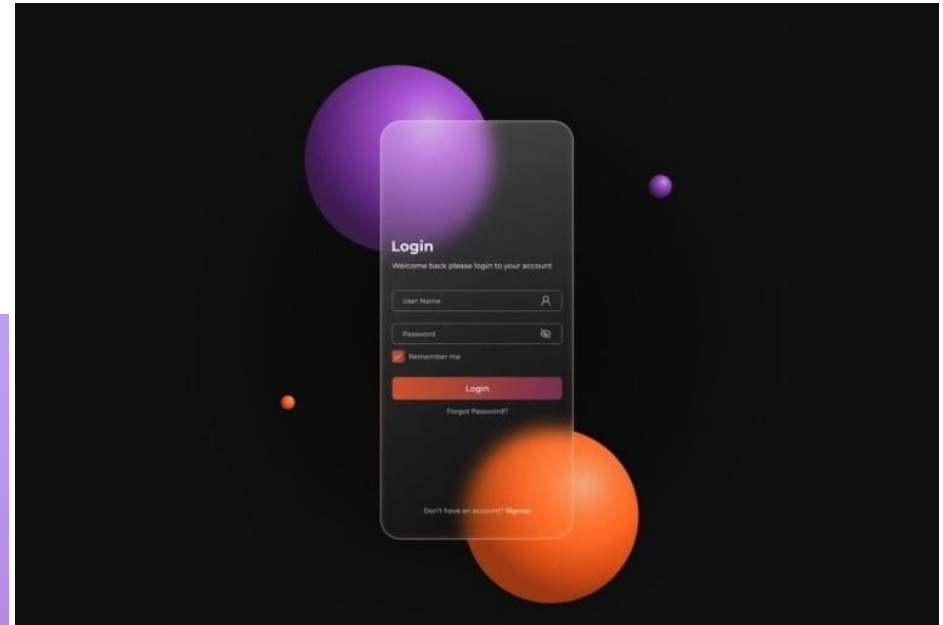 Login
Welcome back please login to your account
User Name
Password
Remember me
Login
Forgot Password?
Don't have an account? Signup